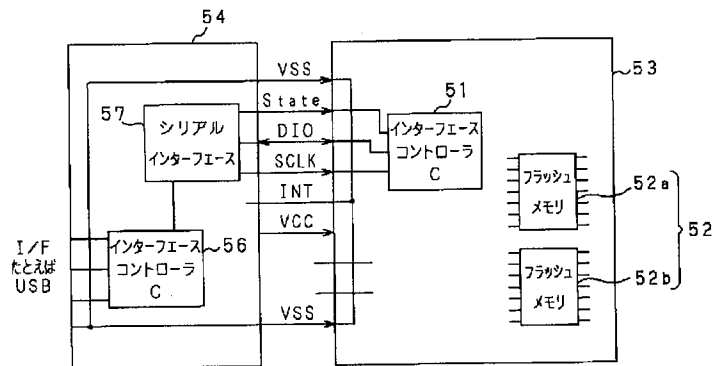 54
53
VSS
57
シリアル
インターフェース
State
DIO
SCLK
INT
VCC
VSS
51
インターフェース
コントローラ
C
フラッシュ
メモリ
52a
52
フラッシュ
メモリ
52b
I/F
たとえば
USB
インターフェース
コントローラ
C
56